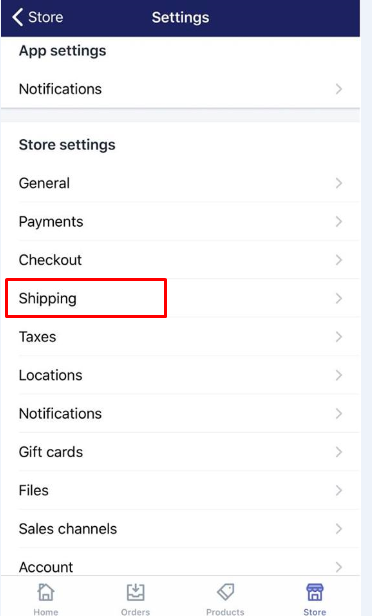 Store Settings
App settings
Notifications
Store settings
General
Payments
Checkout
Shipping
Taxes
Locations
Notifications
Gift cards
Files
Sales channels
Account
Home Orders Products Store